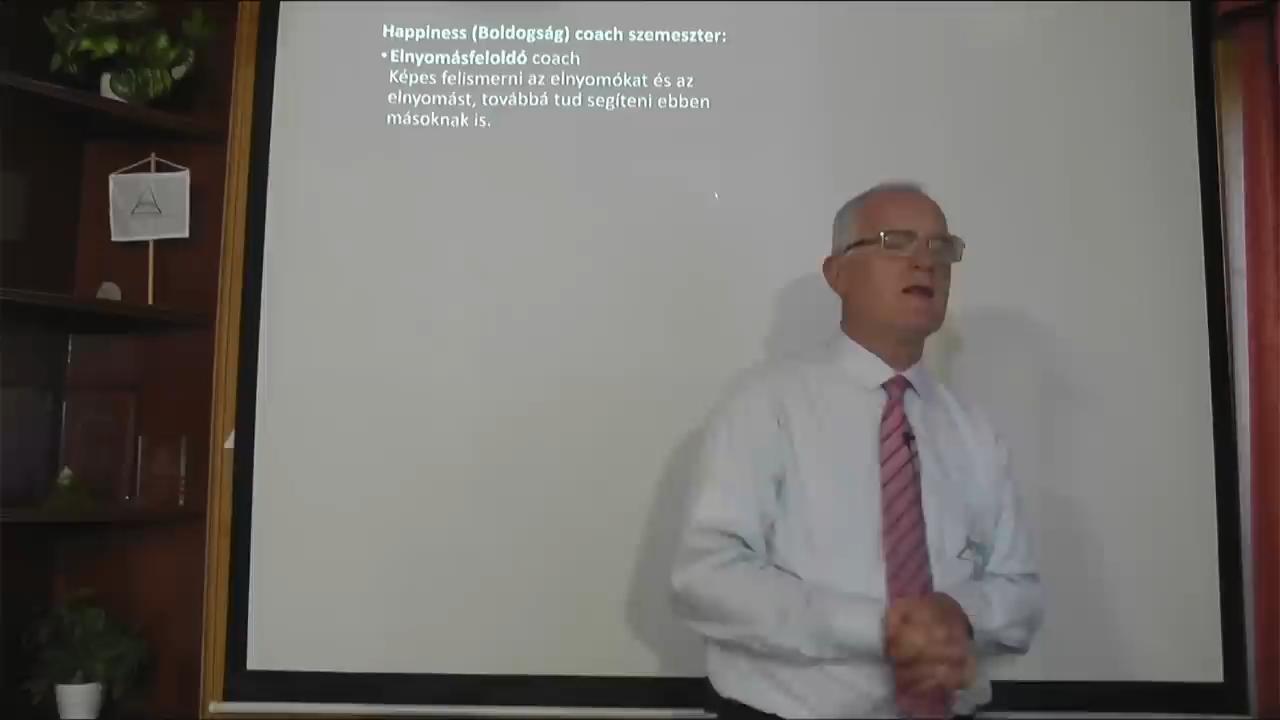 Happiness (Boldogság) coach szemeszter:
• Elnyomásfeloldó coach
Képes felismerni az elnyomókat és az
elnyomást, továbbá tud segíteni ebben
másoknak is.